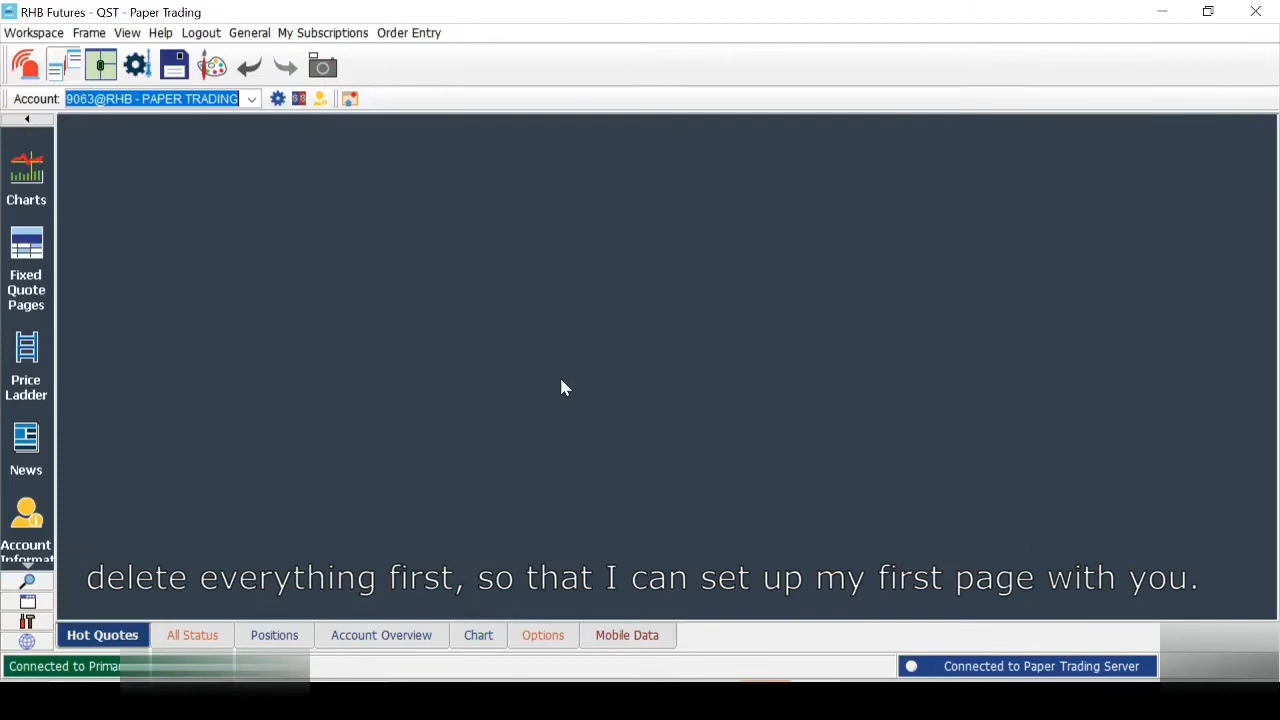 RHB Futures - QST - Paper Trading
Workspace Frame View Help Logout General My Subscriptions Order Entry
Account: 9063@RHB - PAPER TRADING
Charts
Fixed
Quote
Pages
Price
Ladder
News
Account
Informat
delete everything first, so that I can set up my first page with you.
Hot Quotes All Status Positions Account Overview Chart Options Mobile Data
Connected to Prima Connected to Paper Trading Server